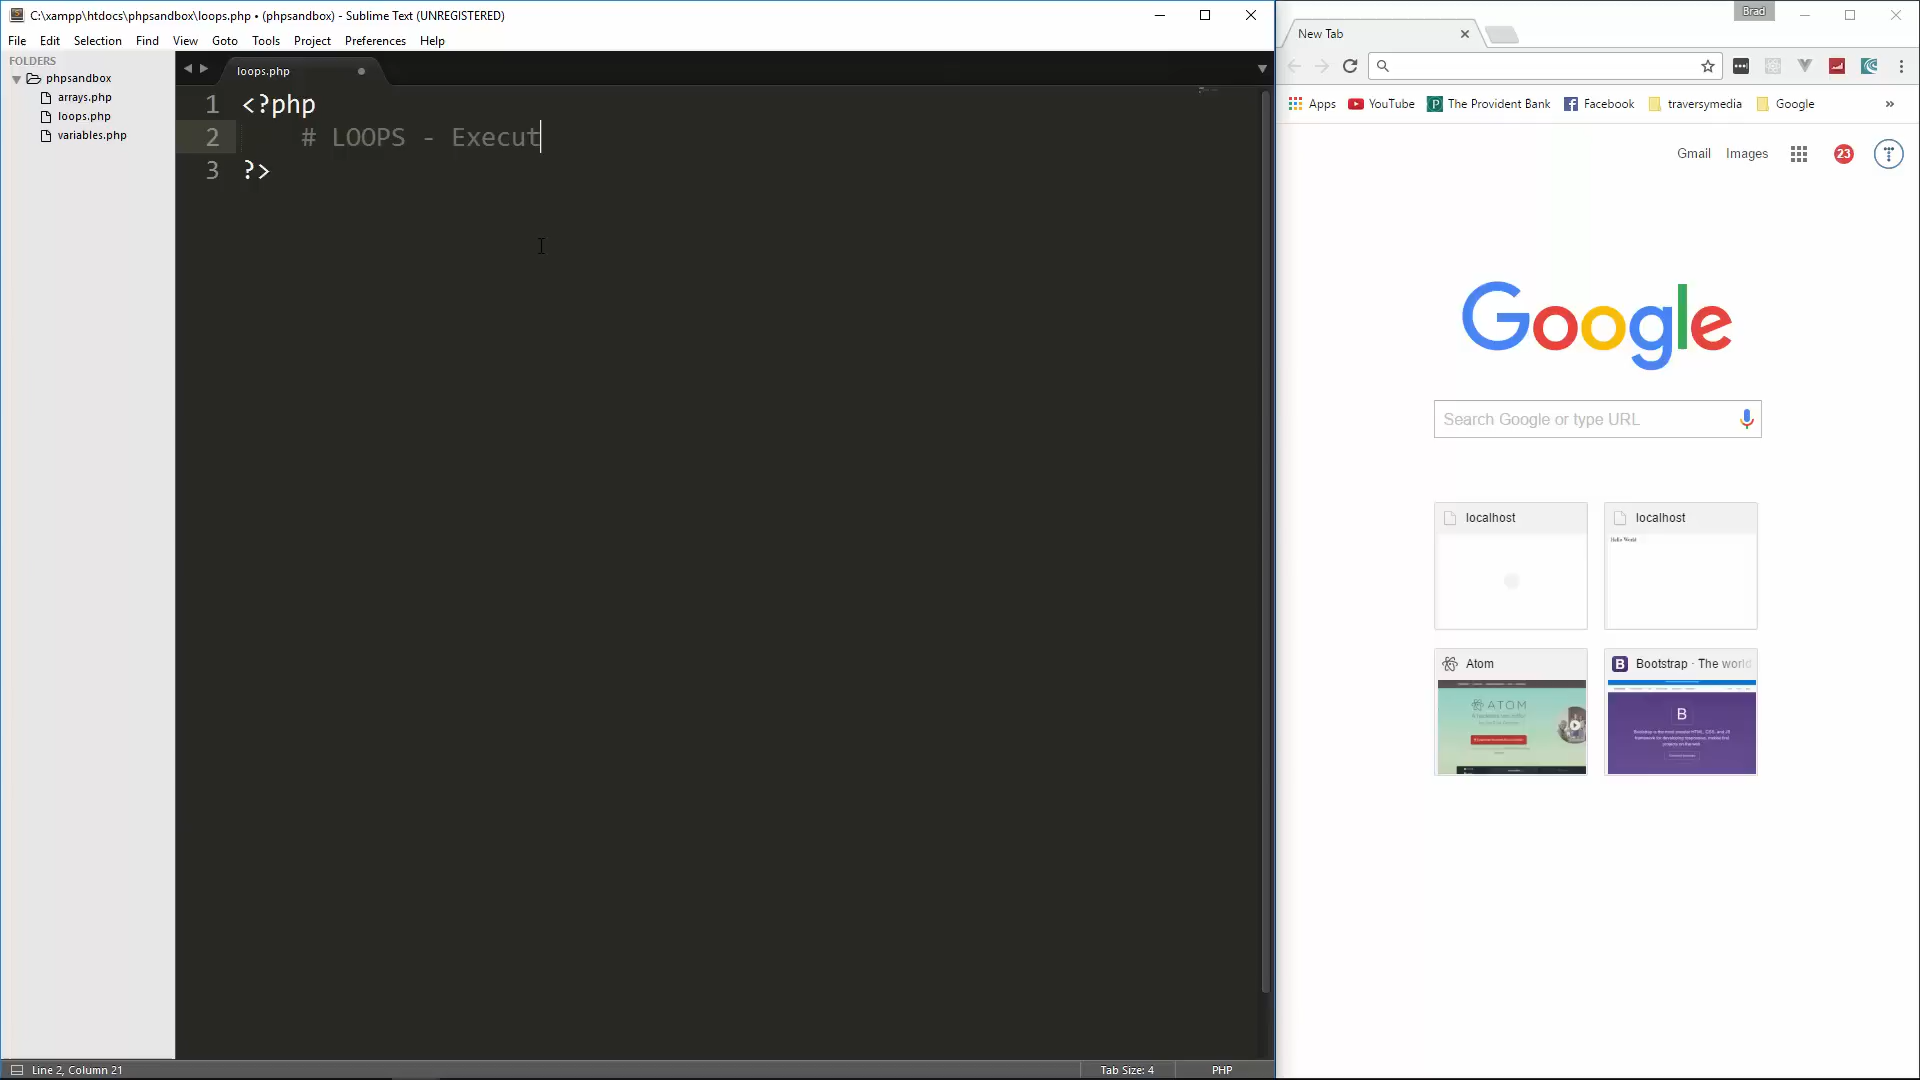 C:\xampp\htdocs\phpsandbox\loops.php • (phpsandbox) - Sublime Text (UNREGISTERED)
File Edit Selection Find View Goto Tools Project Preferences Help
FOLDERS
phpsandbox
arrays.php
loops.php
variables.php
loops.php
1 <?php
2 # LOOPS - Execut
3 ?>
Line 2, Column 21
Tab Size: 4
PHP
Brad
New Tab
Apps YouTube The Provident Bank Facebook traversymedia Google »
Gmail Images 23
Google
Search Google or type URL
localhost
localhost
Hello World
Atom
ATOM
Bootstrap · The world
B